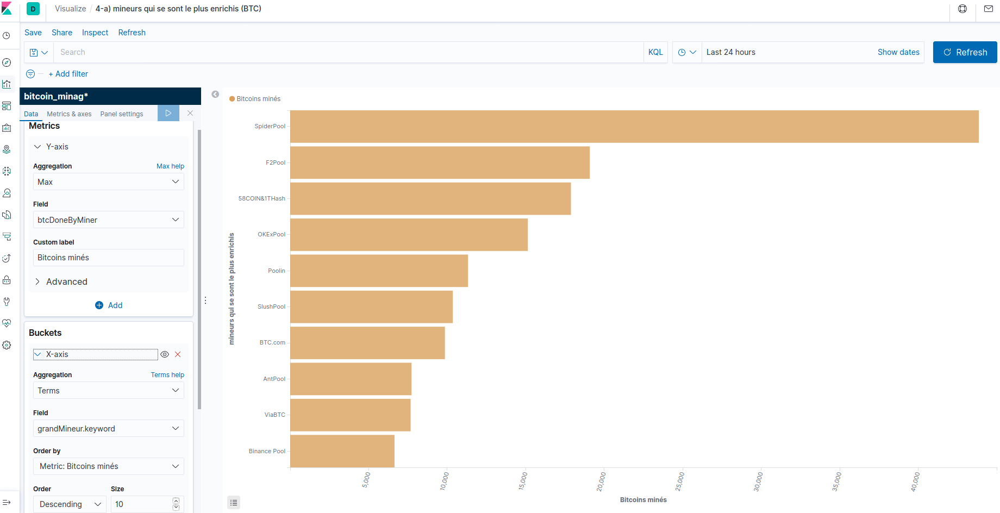 D Visualize / 4-a) mineurs qui se sont le plus enrichis (BTC)
Save Share Inspect Refresh
Search KQL Last 24 hours Show dates Refresh
+ Add filter
bitcoin_minag*
Data Metrics & axes Panel settings
Metrics
Y-axis
Aggregation Max help
Max
Field
btcDoneByMiner
Custom label
Bitcoins minés
Advanced
Add
Buckets
X-axis
Aggregation Terms help
Terms
Field
grandMineur.keyword
Order by
Metric: Bitcoins minés
Order Size
Descending 10
Bitcoins minés
mineurs qui se sont le plus enrichis
SpiderPool
F2Pool
58COIN&1THash
OKExPool
Poolin
SlushPool
BTC.com
AntPool
ViaBTC
Binance Pool
5,000 10,000 15,000 20,000 25,000 30,000 35,000 40,000
Bitcoins minés